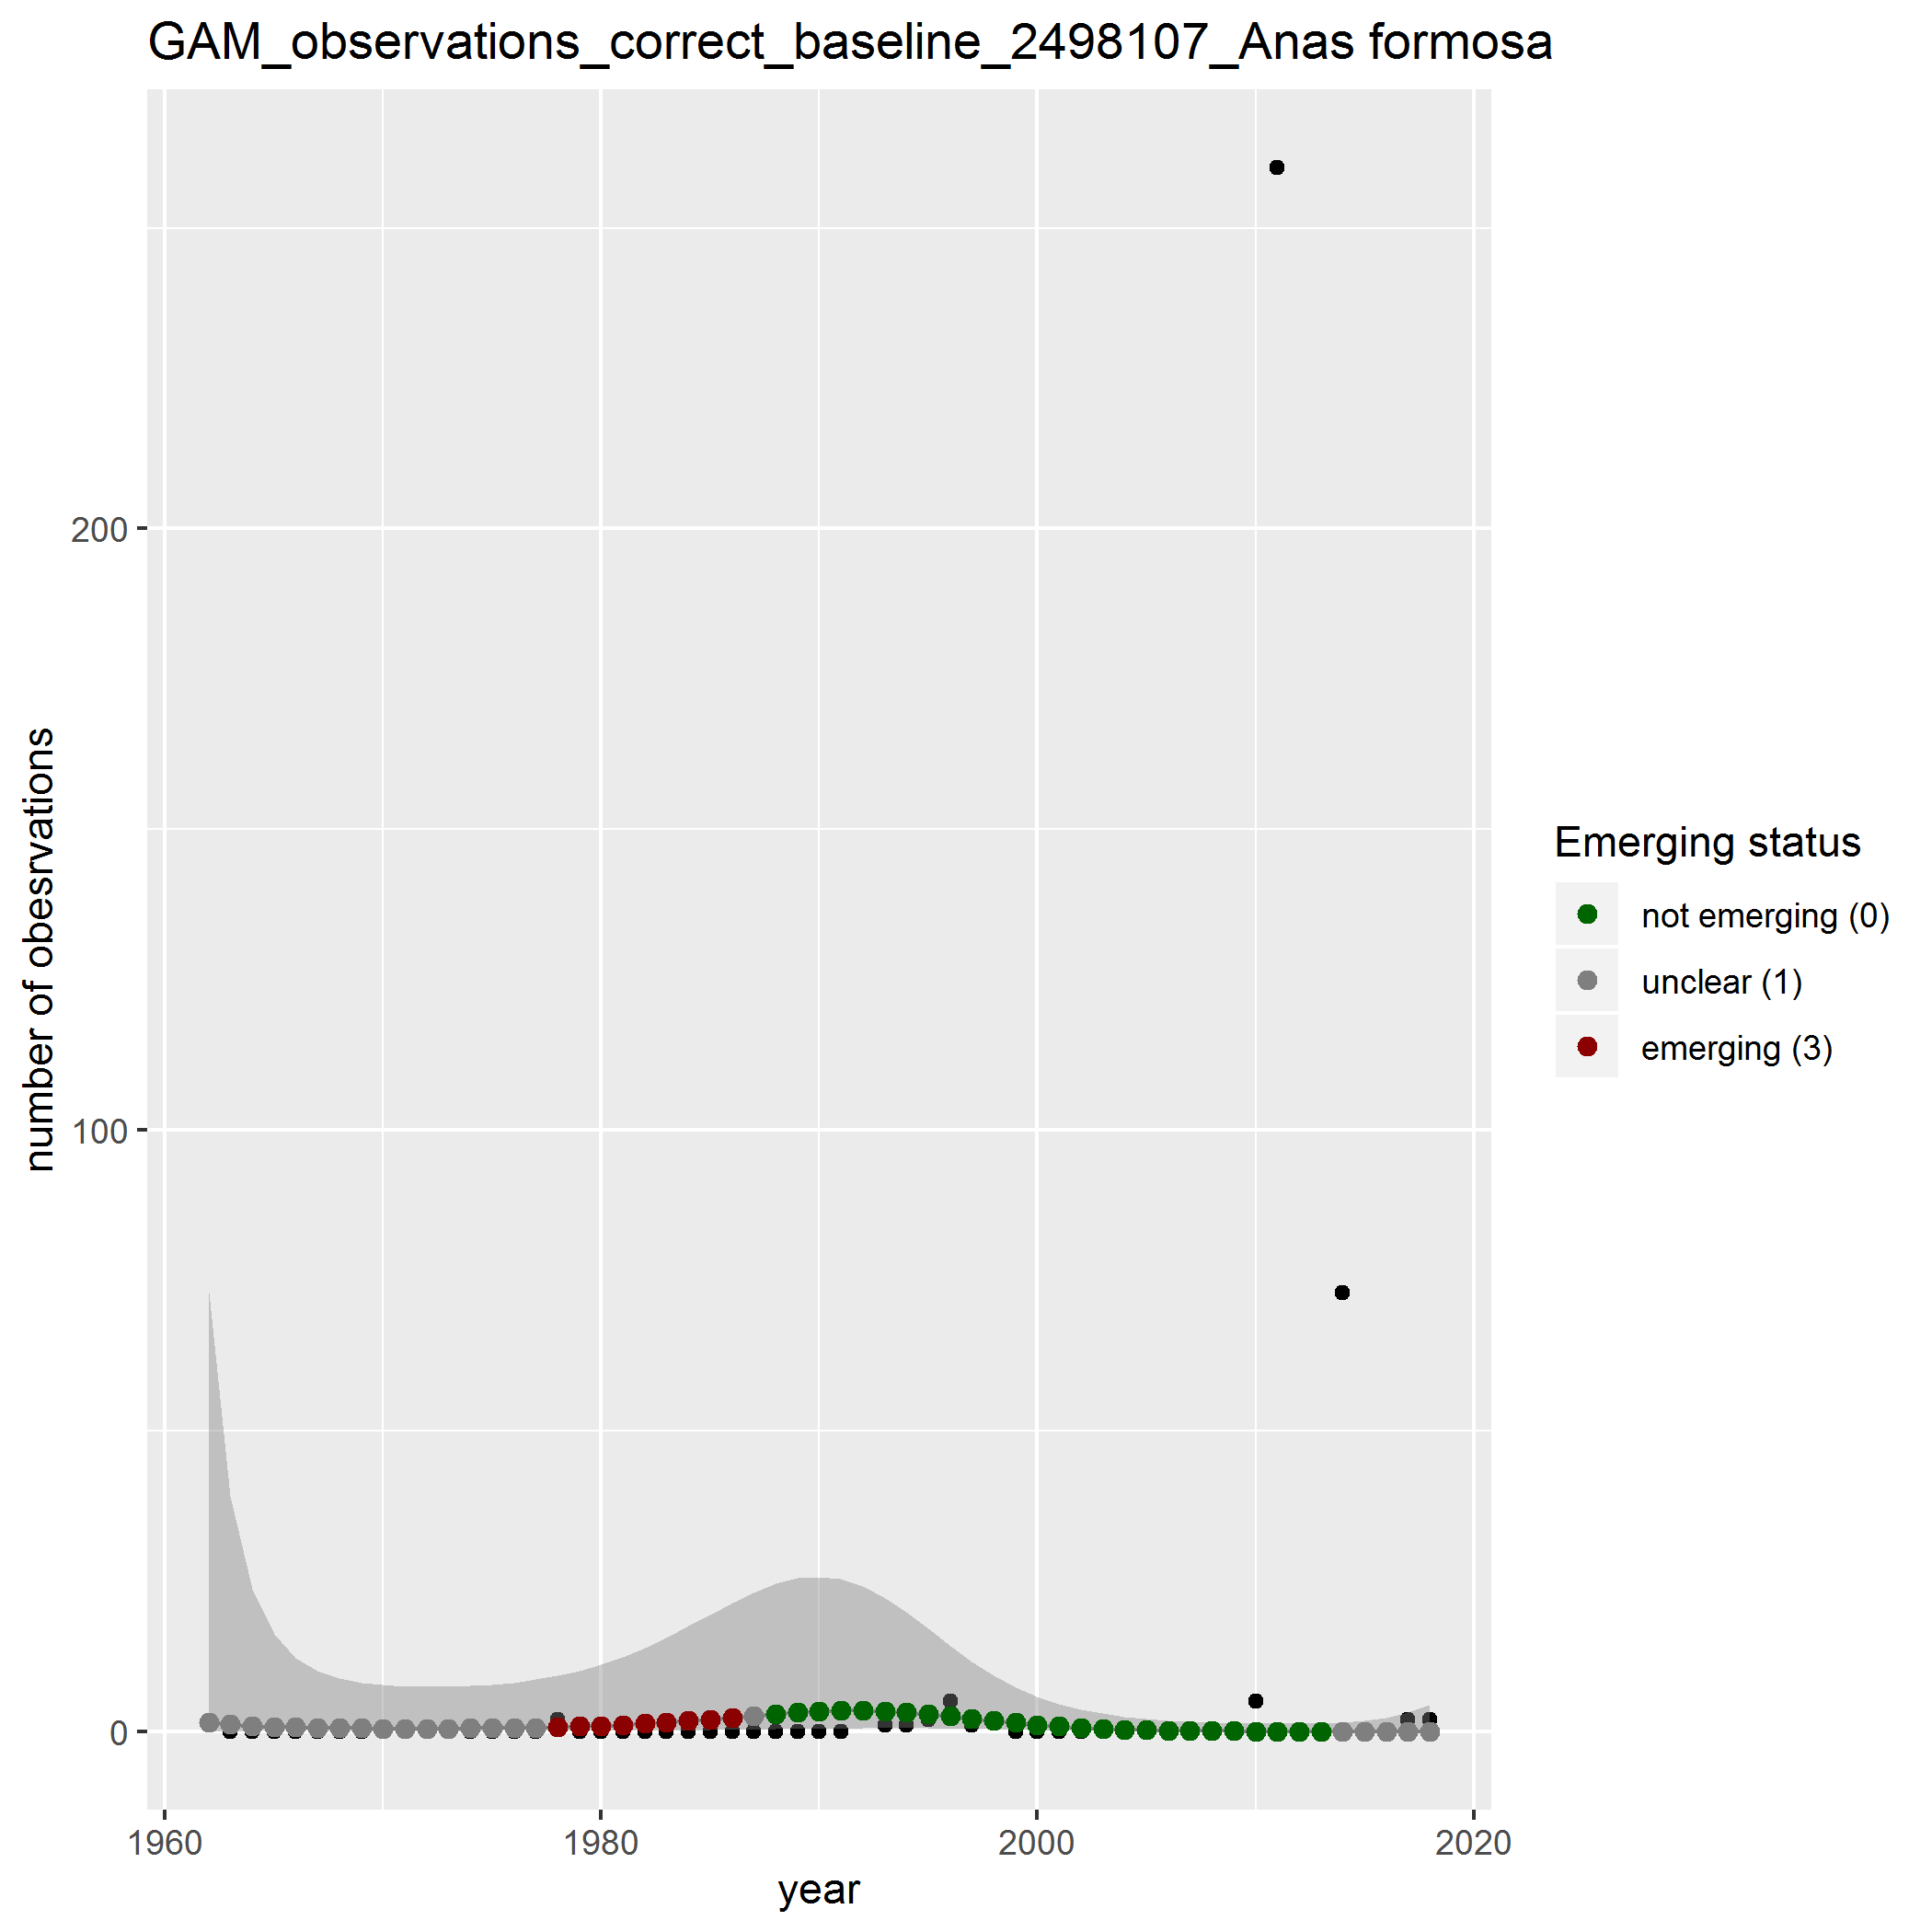 GAM_observations_correct_baseline_2498107_Anas formosa
number of obesrvations
200
100
0
1960
1980
2000
2020
year
Emerging status
not emerging (0)
unclear (1)
emerging (3)